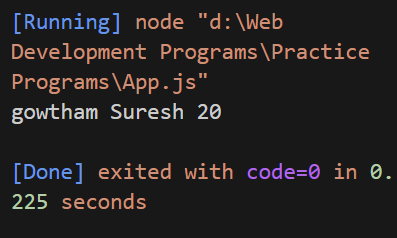 [Running] node "d:\Web
Development Programs\Practice
Programs\App.js"
gowtham Suresh 20
[Done] exited with code=0 in 0.
225 seconds